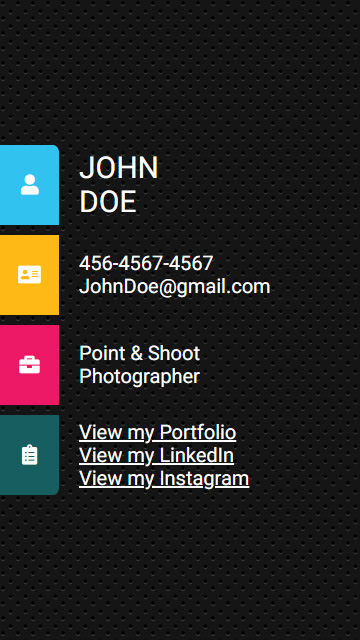 JOHN
DOE
456-4567-4567
JohnDoe@gmail.com
Point & Shoot
Photographer
View my Portfolio
View my LinkedIn
View my Instagram